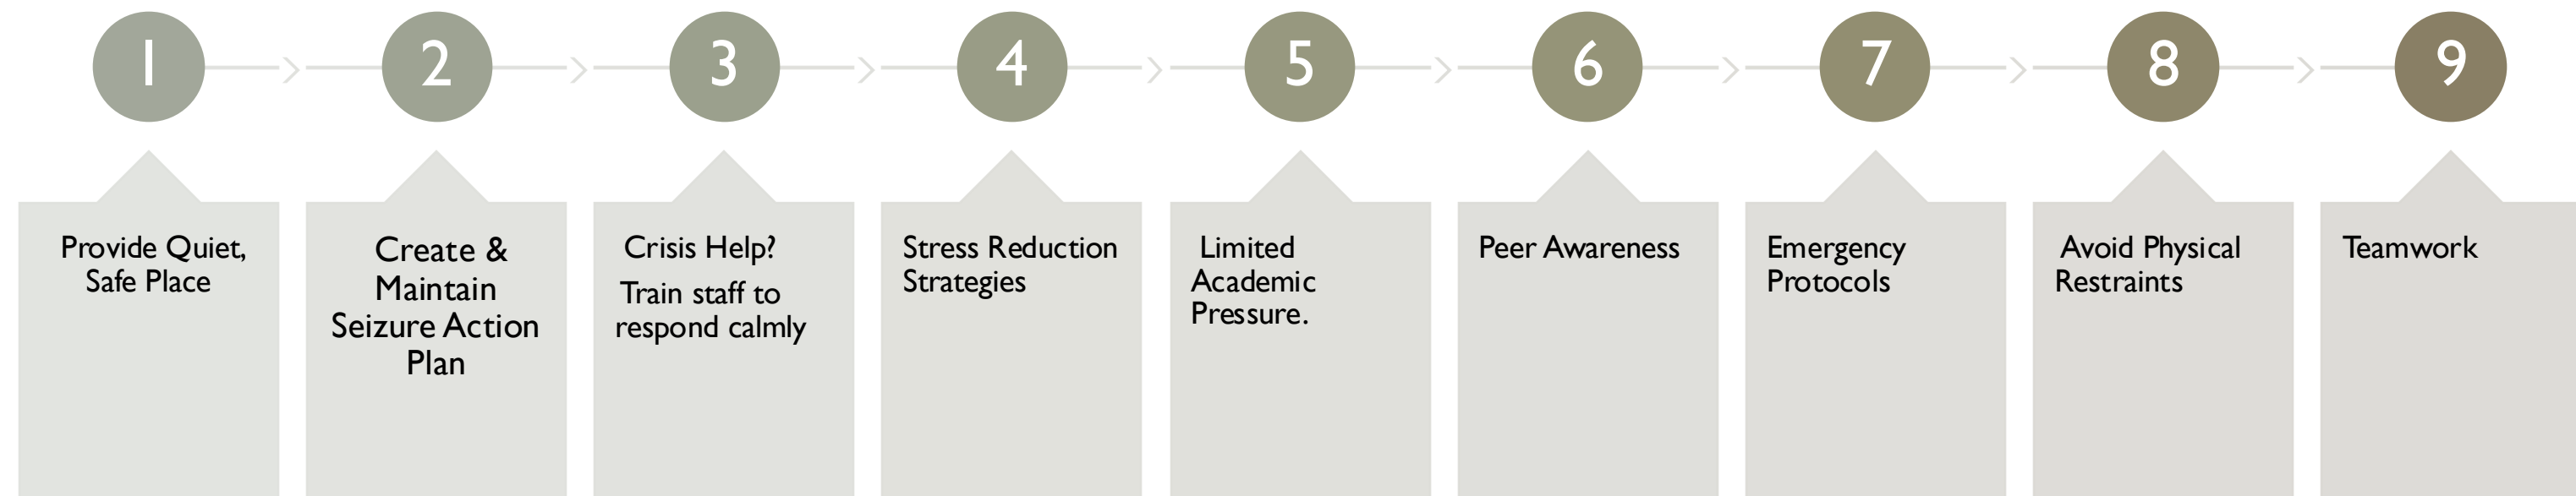 1
2
3
4
5
6
7
8
9
Provide Quiet,
Safe Place
Create &
Maintain
Seizure Action
Plan
Crisis Help?
Train staff to
respond calmly
Stress Reduction
Strategies
Limited
Academic
Pressure.
Peer Awareness
Emergency
Protocols
Avoid Physical
Restraints
Teamwork